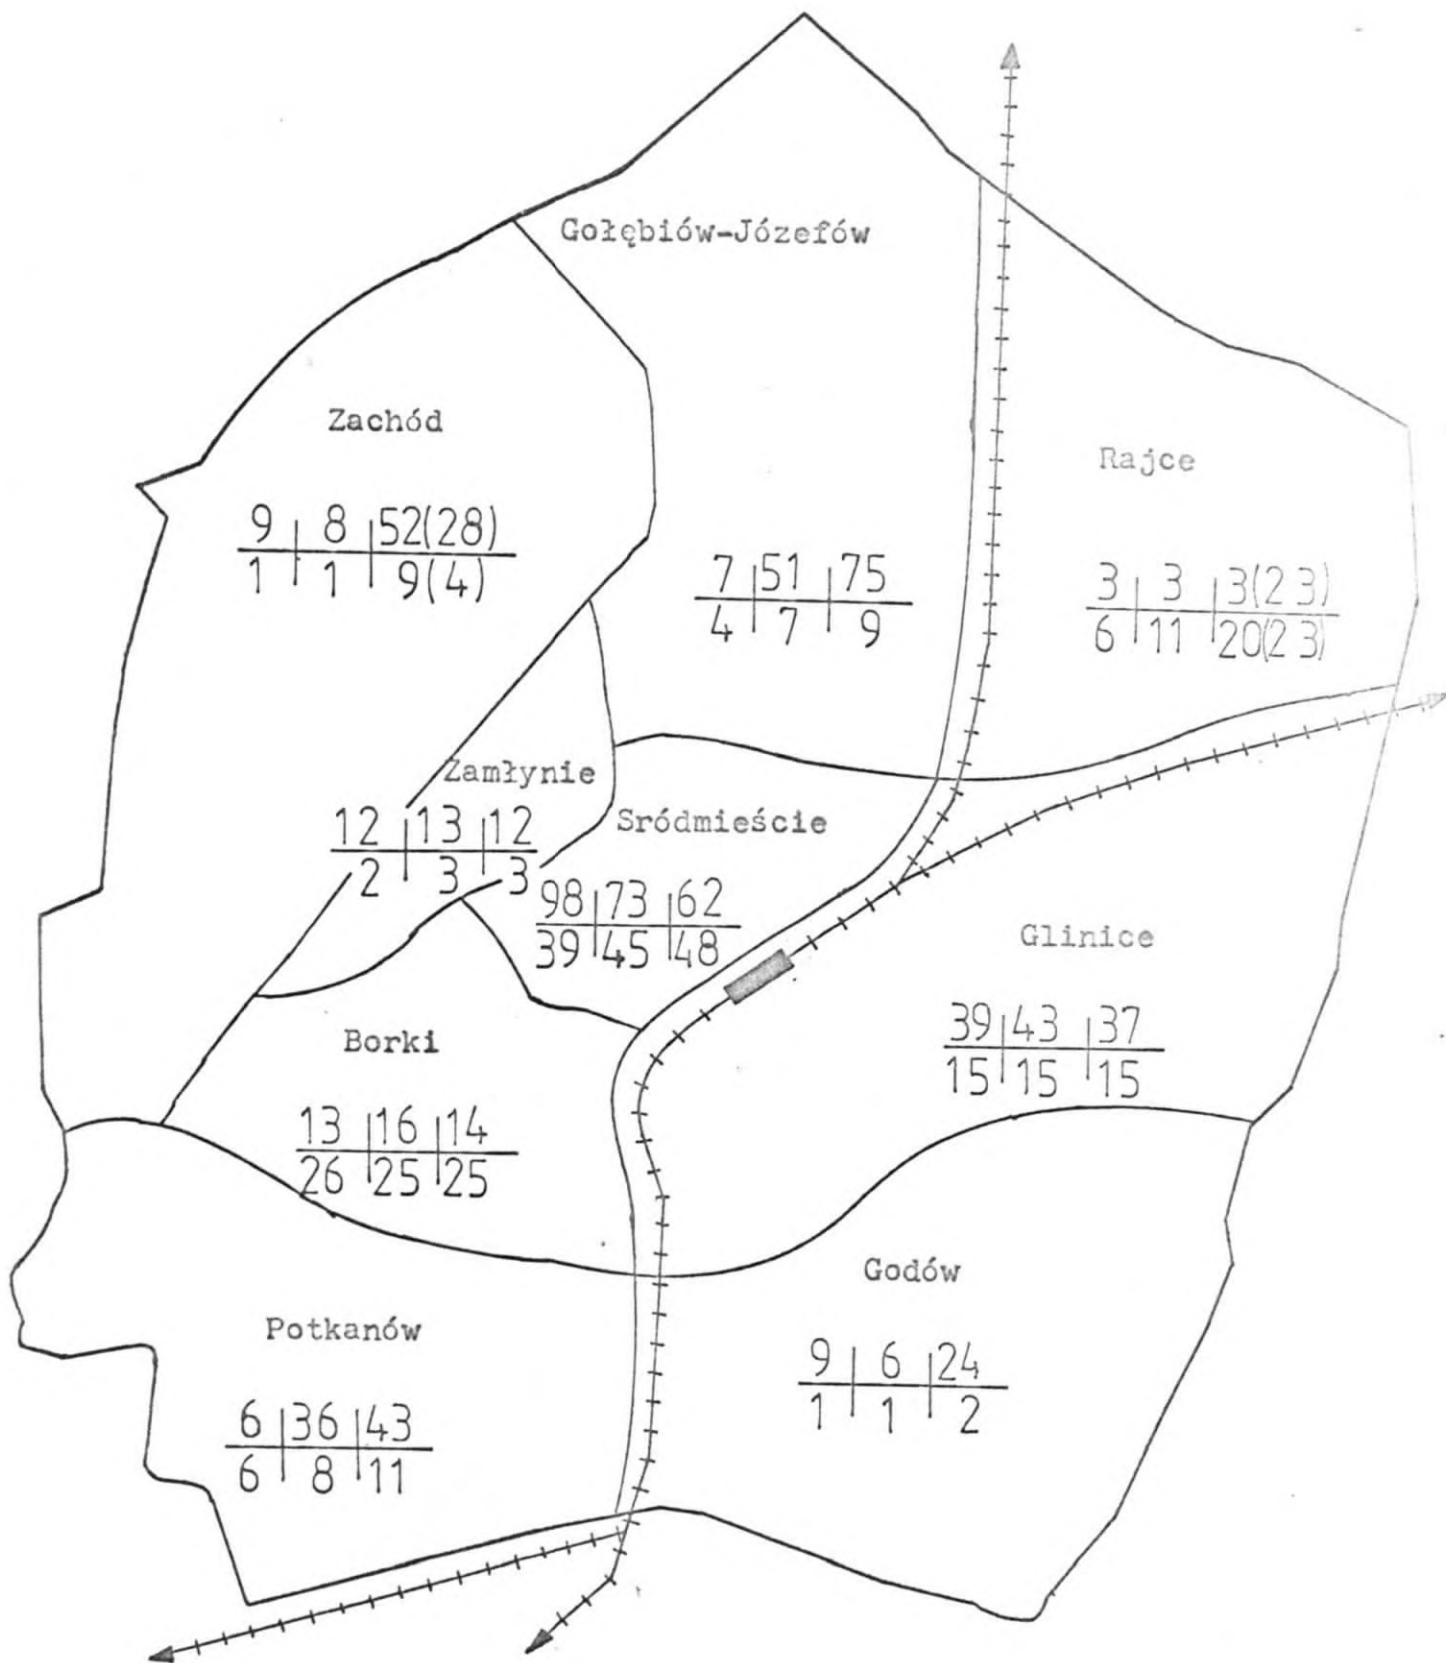 Gołębiów-Józefów
Zachód
Rajce
9 8 52(28)
1 1 9(4)
7 51 75
4 7 9
3 3 3(23)
6 11 20(23)
Zamłynie
12 13 12
2 3 3
Sródmieście
98 73 62
39 45 48
Glinice
39 43 37
15 15 15
Borki
13 16 14
26 25 25
Godów
9 6 24
1 1 2
Potkanów
6 36 43
6 8 11